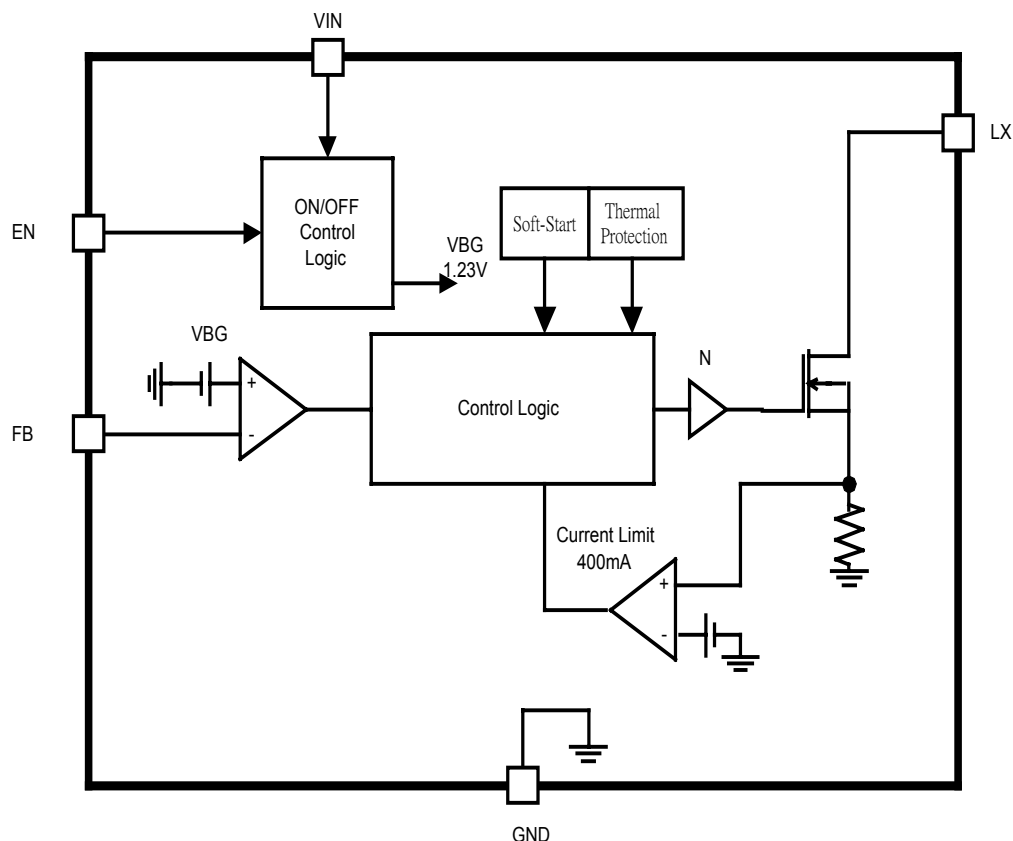 VIN
LX
EN
ON/OFF
Control
Logic
VBG
1.23V
Soft-Start
Thermal
Protection
VBG
+
-
FB
Control Logic
N
Current Limit
400mA
+
-
GND